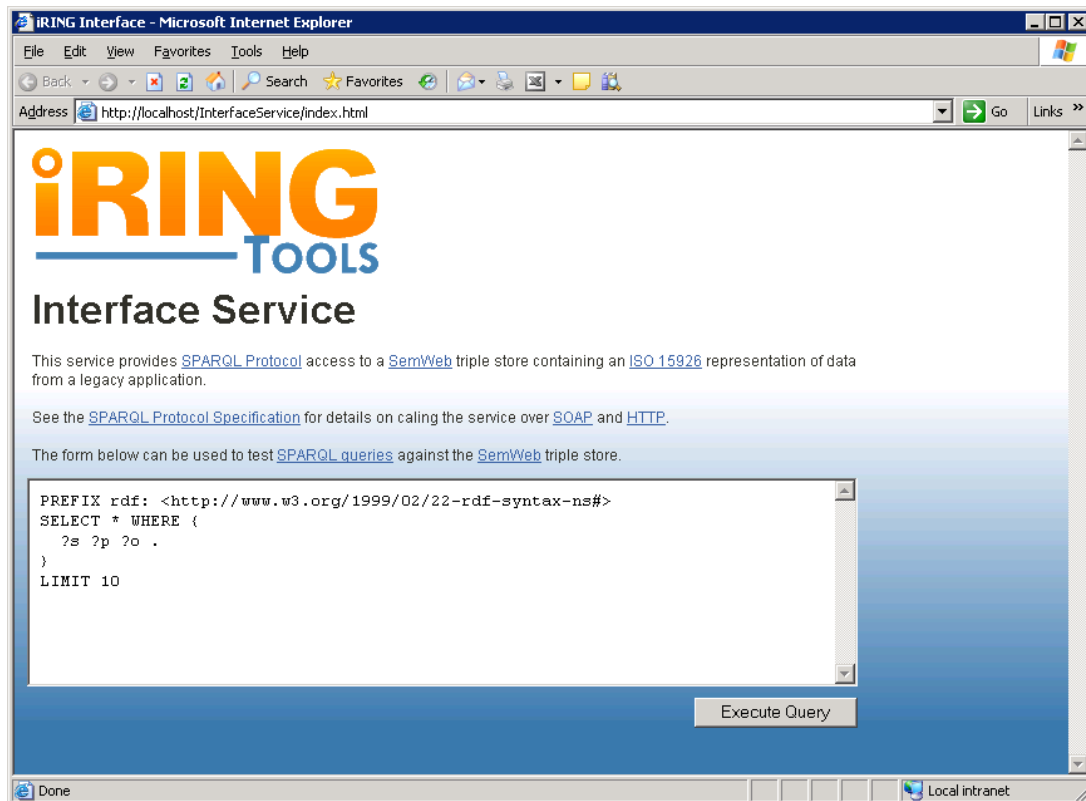 iRING Interface - Microsoft Internet Explorer
File Edit View Favorites Tools Help
Back Search Favorites
Address http://localhost/InterfaceService/index.html Go Links »
iRING
TOOLS
Interface Service
This service provides SPARQL Protocol access to a SemWeb triple store containing an ISO 15926 representation of data
from a legacy application.
See the SPARQL Protocol Specification for details on caling the service over SOAP and HTTP.
The form below can be used to test SPARQL queries against the SemWeb triple store.
PREFIX rdf: <http://www.w3.org/1999/02/22-rdf-syntax-ns#>
SELECT * WHERE {
?s ?p ?o .
}
LIMIT 10
Execute Query
Done Local intranet